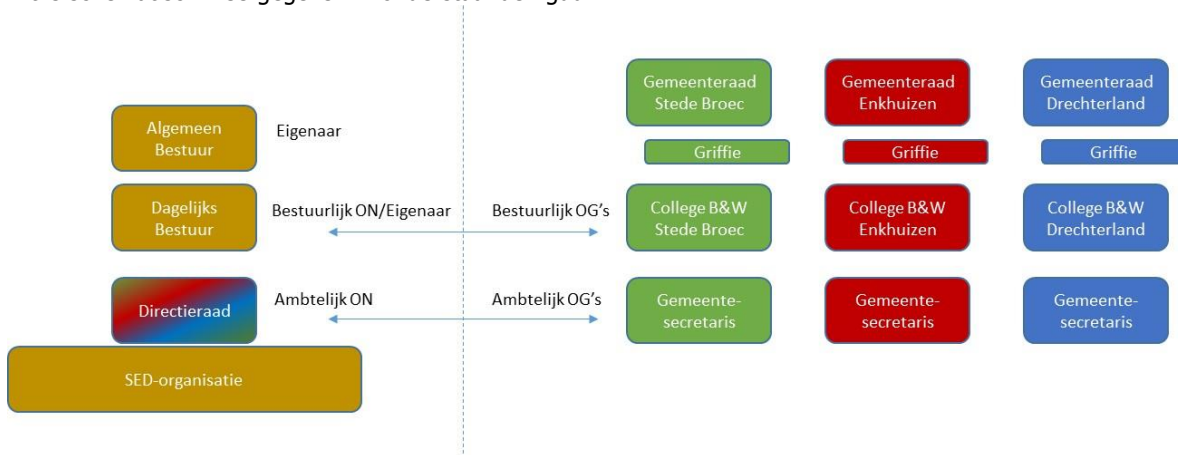 Gemeenteraad
Stede Broec
Gemeenteraad
Enkhuizen
Gemeenteraad
Drechterland
Algemeen
Bestuur
Eigenaar
Griffie
Griffie
Griffie
Dagelijks
Bestuur
Bestuurlijk ON/Eigenaar
Bestuurlijk OG's
College B&W
Stede Broec
College B&W
Enkhuizen
College B&W
Drechterland
Directieraad
Ambtelijk ON
Ambtelijk OG's
Gemeente-
secretaris
Gemeente-
secretaris
Gemeente-
secretaris
SED-organisatie